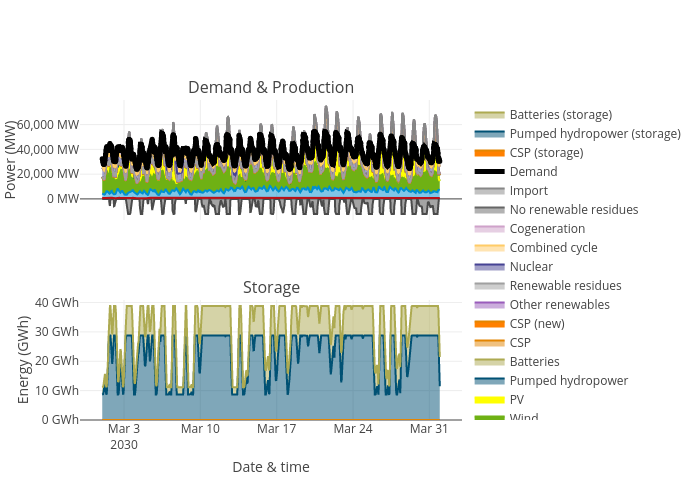 Demand & Production
Power (MW)
60,000 MW
40,000 MW
20,000 MW
0 MW
Storage
Energy (GWh)
40 GWh
30 GWh
20 GWh
10 GWh
0 GWh
Mar 3
2030
Mar 10
Mar 17
Mar 24
Mar 31
Date & time
Batteries (storage)
Pumped hydropower (storage)
CSP (storage)
Demand
Import
No renewable residues
Cogeneration
Combined cycle
Nuclear
Renewable residues
Other renewables
CSP (new)
CSP
Batteries
Pumped hydropower
PV
Wind